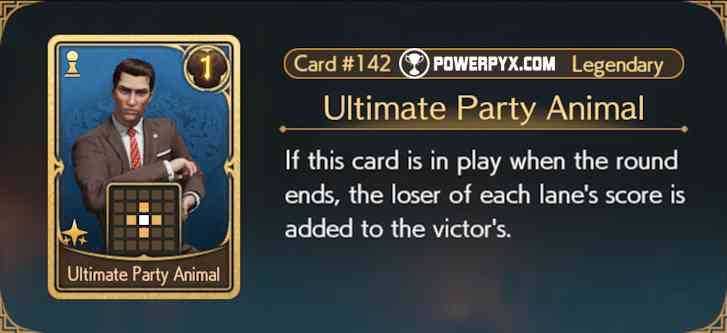 1
Ultimate Party Animal
Card #142 POWERPYX.COM Legendary
Ultimate Party Animal
If this card is in play when the round
ends, the loser of each lane's score is
added to the victor's.